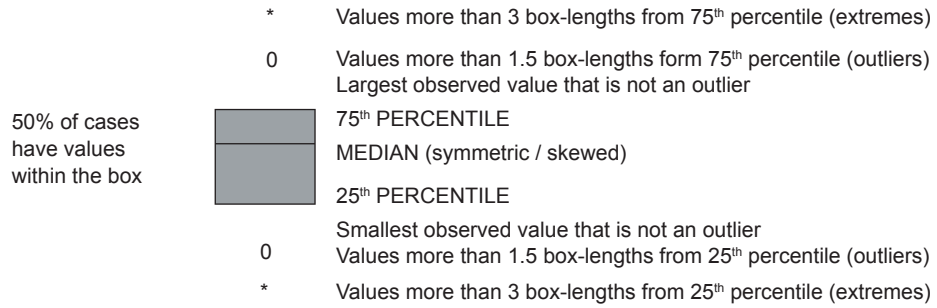 * Values more than 3 box-lengths from 75th percentile (extremes)
0 Values more than 1.5 box-lengths form 75th percentile (outliers)
Largest observed value that is not an outlier
50% of cases
have values
within the box
75th PERCENTILE
MEDIAN (symmetric / skewed)
25th PERCENTILE
Smallest observed value that is not an outlier
0 Values more than 1.5 box-lengths from 25th percentile (outliers)
* Values more than 3 box-lengths from 25th percentile (extremes)